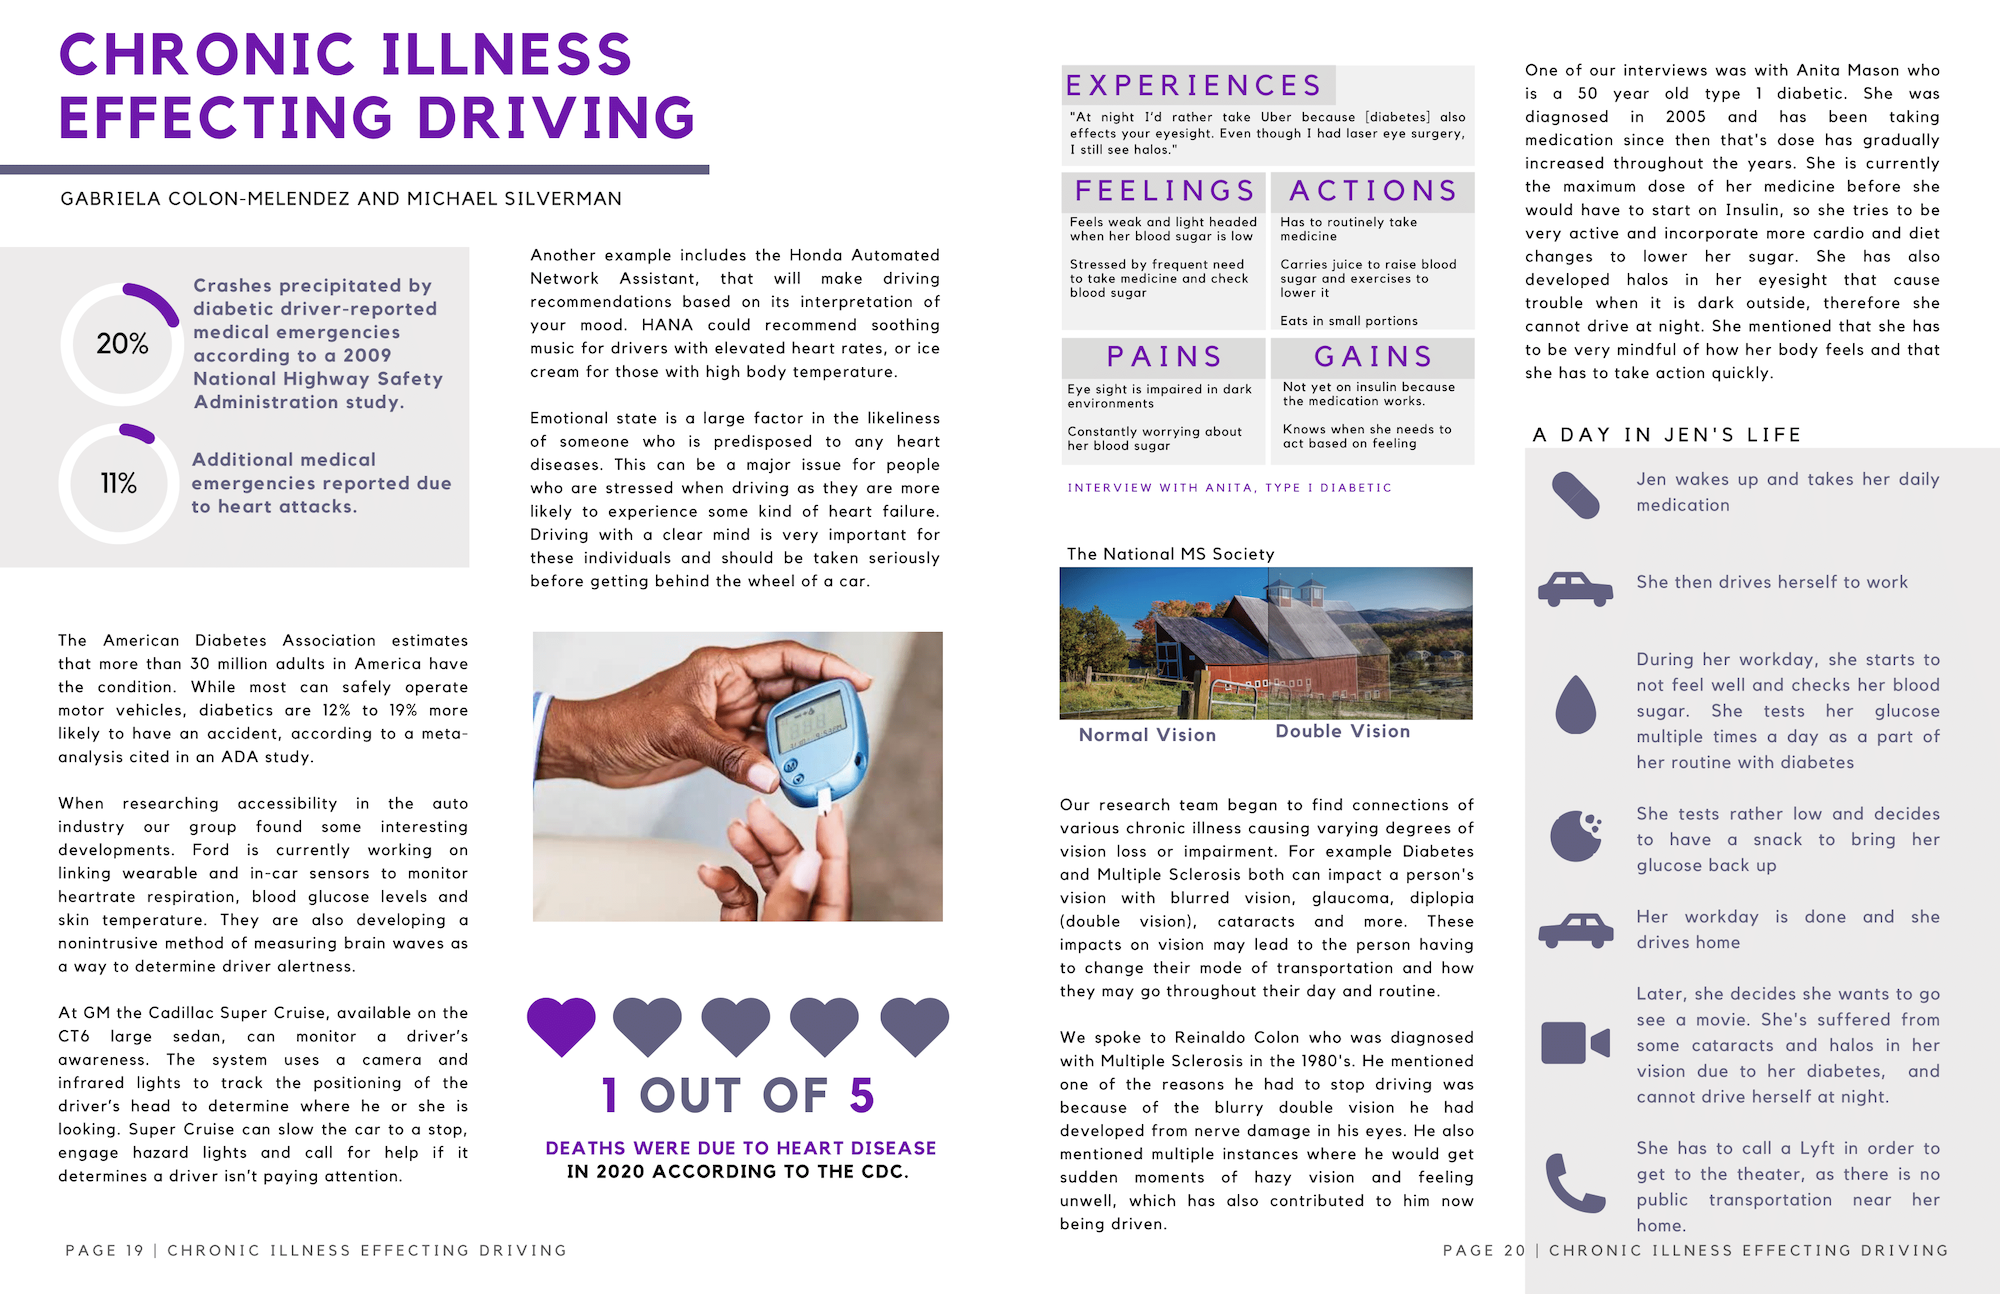 CHRONIC ILLNESS
EFFECTING DRIVING
GABRIELA COLON-MELENDEZ AND MICHAEL SILVERMAN
20%
Crashes precipitated by
diabetic driver-reported
medical emergencies
according to a 2009
National Highway Safety
Administration study.
11%
Additional medical
emergencies reported due
to heart attacks.
The American Diabetes Association estimates
that more than 30 million adults in America have
the condition. While most can safely operate
motor vehicles, diabetics are 12% to 19% more
likely to have an accident, according to a meta-
analysis cited in an ADA study.
When researching accessibility in the auto
industry our group found some interesting
developments. Ford is currently working on
linking wearable and in-car sensors to monitor
heartrate respiration, blood glucose levels and
skin temperature. They are also developing a
nonintrusive method of measuring brain waves as
a way to determine driver alertness.
At GM the Cadillac Super Cruise, available on the
CT6 large sedan, can monitor a driver's
awareness. The system uses a camera and
infrared lights to track the positioning of the
driver's head to determine where he or she is
looking. Super Cruise can slow the car to a stop,
engage hazard lights and call for help if it
determines a driver isn't paying attention.
Another example includes the Honda Automated
Network Assistant, that will make driving
recommendations based on its interpretation of
your mood. HANA could recommend soothing
music for drivers with elevated heart rates, or ice
cream for those with high body temperature.
Emotional state is a large factor in the likeliness
of someone who is predisposed to any heart
diseases. This can be a major issue for people
who are stressed when driving as they are more
likely to experience some kind of heart failure.
Driving with a clear mind is very important for
these individuals and should be taken seriously
before getting behind the wheel of a car.
M
1 OUT OF 5
DEATHS WERE DUE TO HEART DISEASE
IN 2020 ACCORDING TO THE CDC.
PAGE 19 | CHRONIC ILLNESS EFFECTING DRIVING
EXPERIENCES
"At night I'd rather take Uber because [diabetes] also
effects your eyesight. Even though I had laser eye surgery,
I still see halos."
FEELINGS
Feels weak and light headed
when her blood sugar is low
Stressed by frequent need
to take medicine and check
blood sugar
ACTIONS
Has to routinely take
medicine
Carries juice to raise blood
sugar and exercises to
lower it
Eats in small portions
PAINS
Eye sight is impaired in dark
environments
Constantly worrying about
her blood sugar
GAINS
Not yet on insulin because
the medication works.
Knows when she needs to
act based on feeling
INTERVIEW WITH ANITA, TYPE I DIABETIC
The National MS Society
Normal Vision
Double Vision
Our research team began to find connections of
various chronic illness causing varying degrees of
vision loss or impairment. For example Diabetes
and Multiple Sclerosis both can impact a person's
vision with blurred vision, glaucoma, diplopia
(double vision), cataracts and more. These
impacts on vision may lead to the person having
to change their mode of transportation and how
they may go throughout their day and routine.
We spoke to Reinaldo Colon who was diagnosed
with Multiple Sclerosis in the 1980's. He mentioned
one of the reasons he had to stop driving was
because of the blurry double vision he had
developed from nerve damage in his eyes. He also
mentioned multiple instances where he would get
sudden moments of hazy vision and feeling
unwell, which has also contributed to him now
being driven.
One of our interviews was with Anita Mason who
is a 50 year old type 1 diabetic. She was
diagnosed in 2005 and has been taking
medication since then that's dose has gradually
increased throughout the years. She is currently
the maximum dose of her medicine before she
would have to start on Insulin, so she tries to be
very active and incorporate more cardio and diet
changes to lower her sugar. She has also
developed halos in her eyesight that cause
trouble when it is dark outside, therefore she
cannot drive at night. She mentioned that she has
to be very mindful of how her body feels and that
she has to take action quickly.
A DAY IN JEN'S LIFE
Jen wakes up and takes her daily
medication
She then drives herself to work
During her workday, she starts to
not feel well and checks her blood
sugar. She tests her glucose
multiple times a day as a part of
her routine with diabetes
She tests rather low and decides
to have a snack to bring her
glucose back up
Her workday is done and she
drives home
Later, she decides she wants to go
see a movie. She's suffered from
some cataracts and halos in her
vision due to her diabetes, and
cannot drive herself at night.
She has to call a Lyft in order to
get to the theater, as there is no
public transportation near her
home.
PAGE 20 | CHRONIC ILLNESS EFFECTING DRIVING